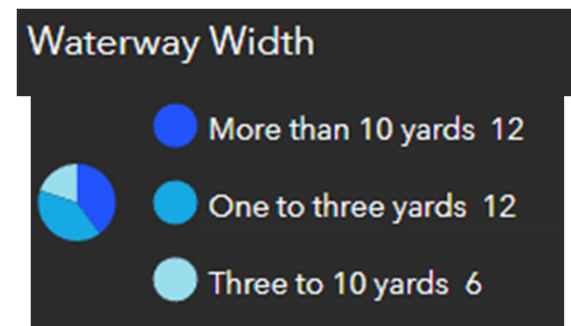 Waterway Width
More than 10 yards 12
One to three yards 12
Three to 10 yards 6